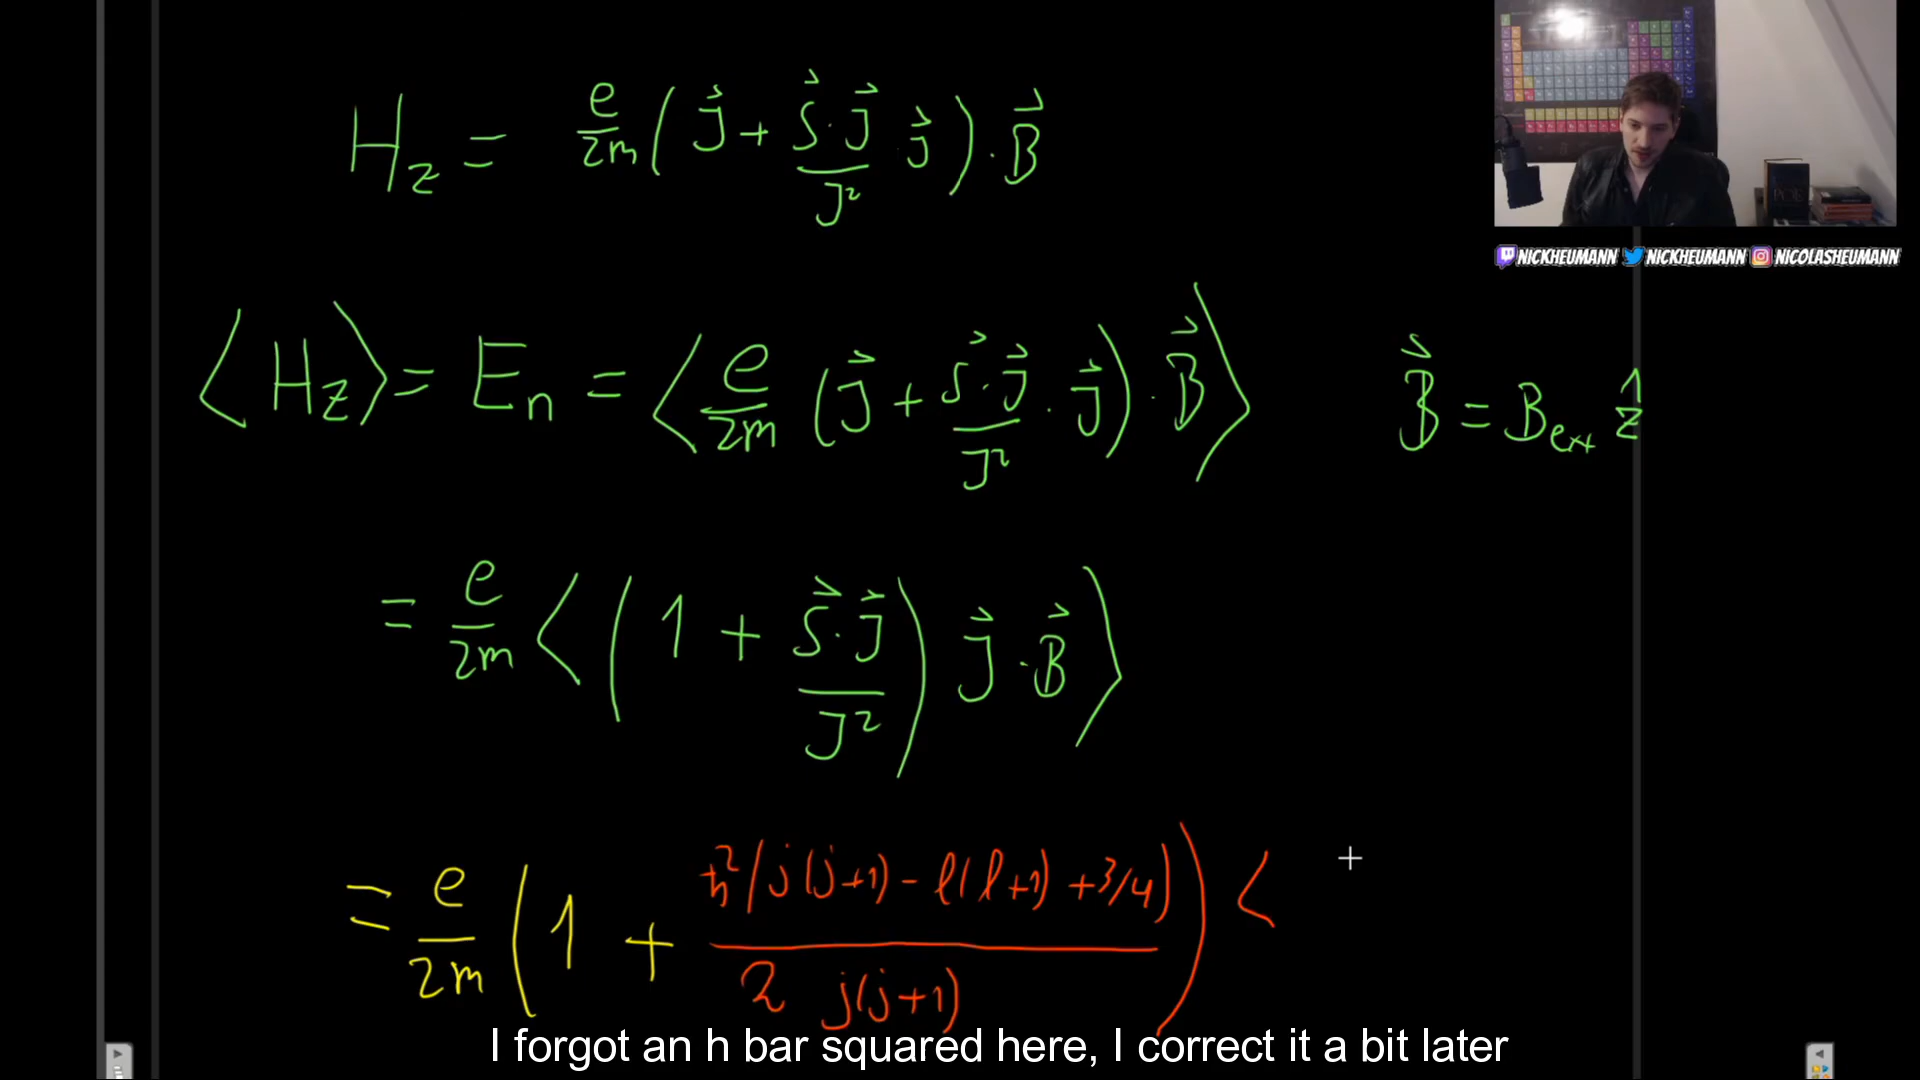 H_z = e/2m (J⃗ + S⃗·J⃗/J² J⃗)·B⃗
NICKHEUMANN NICKHEUMANN NICOLASHEUMANN
⟨H_z⟩ = E_n = ⟨e/2m (J⃗ + S⃗·J⃗/J² · J⃗)·B⃗⟩ B⃗ = B_ext ẑ
= e/2m ⟨(1 + S⃗·J⃗/J²) J⃗·B⃗⟩
= e/2m (1 + ħ²(j(j+1) - ℓ(ℓ+1) + 3/4)/2 j(j+1)) <
I forgot an h bar squared here, I correct it a bit later